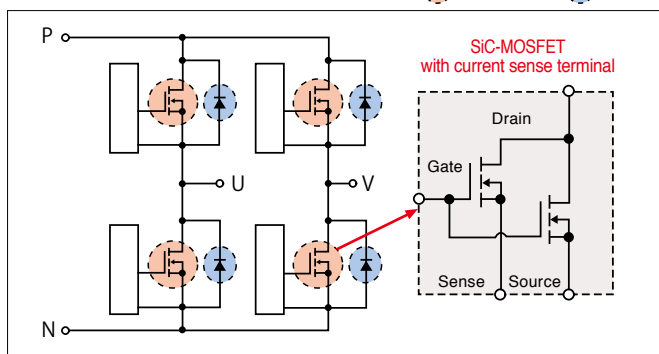 P
SiC-MOSFET
with current sense terminal
Drain
Gate
U
V
Sense
Source
N